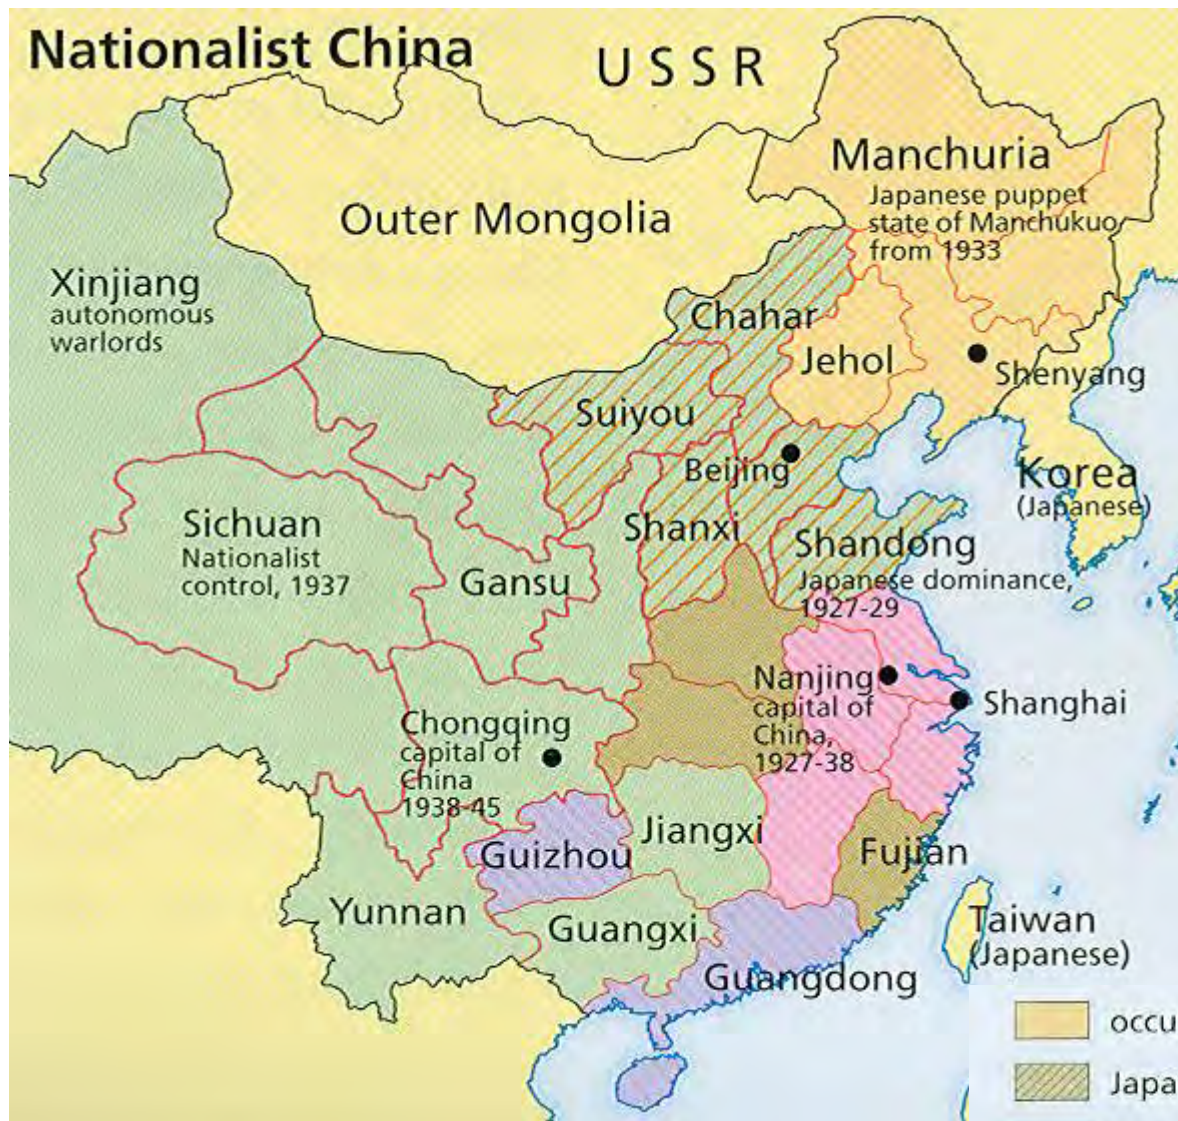 Nationalist China
USSR
Manchuria
Japanese puppet
state of Manchukuo
from 1933
Outer Mongolia
Xinjiang
autonomous
warlords
Chahar
Jehol
Shenyang
Suiyou
Beijing
Korea
(Japanese)
Sichuan
Nationalist
control, 1937
Shanxi
Shandong
Japanese dominance,
1927-29
Gansu
Nanjing
capital of
China,
1927-38
Shanghai
Chongqing
capital of
China
1938-45
Jiangxi
Guizhou
Fujian
Yunnan
Guangxi
Taiwan
(Japanese)
Guangdong
occu
Japa